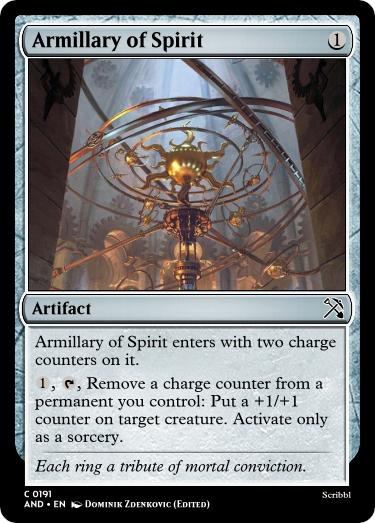 Armillary of Spirit 1
Artifact
Armillary of Spirit enters with two charge
counters on it.
1, , Remove a charge counter from a
permanent you control: Put a +1/+1
counter on target creature. Activate only
as a sorcery.
Each ring a tribute of mortal conviction.
C 0191
AND • EN Dominik Zdenkovic (Edited)
Scribbl